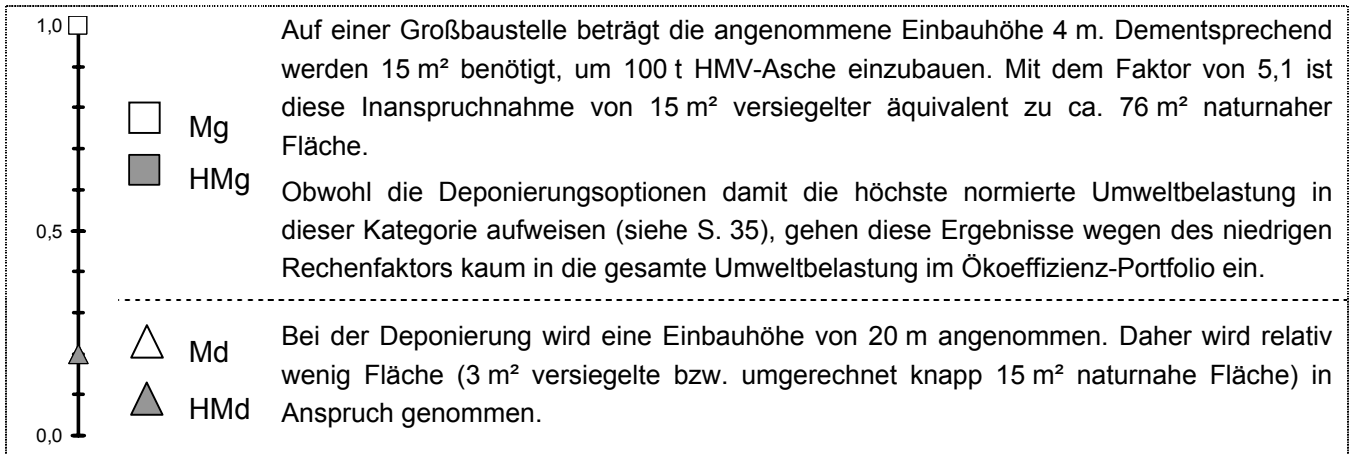 1,0
Auf einer Großbaustelle beträgt die angenommene Einbauhöhe 4 m. Dementsprechend
werden 15 m² benötigt, um 100 t HMV-Asche einzubauen. Mit dem Faktor von 5,1 ist
Mg
diese Inanspruchnahme von 15 m² versiegelter äquivalent zu ca. 76 m² naturnaher
Fläche.
HMg
Obwohl die Deponierungsoptionen damit die höchste normierte Umweltbelastung in
0,5
dieser Kategorie aufweisen (siehe S. 35), gehen diese Ergebnisse wegen des niedrigen
Rechenfaktors kaum in die gesamte Umweltbelastung im Ökoeffizienz-Portfolio ein.
Md
Bei der Deponierung wird eine Einbauhöhe von 20 m angenommen. Daher wird relativ
wenig Fläche (3 m² versiegelte bzw. umgerechnet knapp 15 m² naturnahe Fläche) in
HMd
Anspruch genommen.
0,0